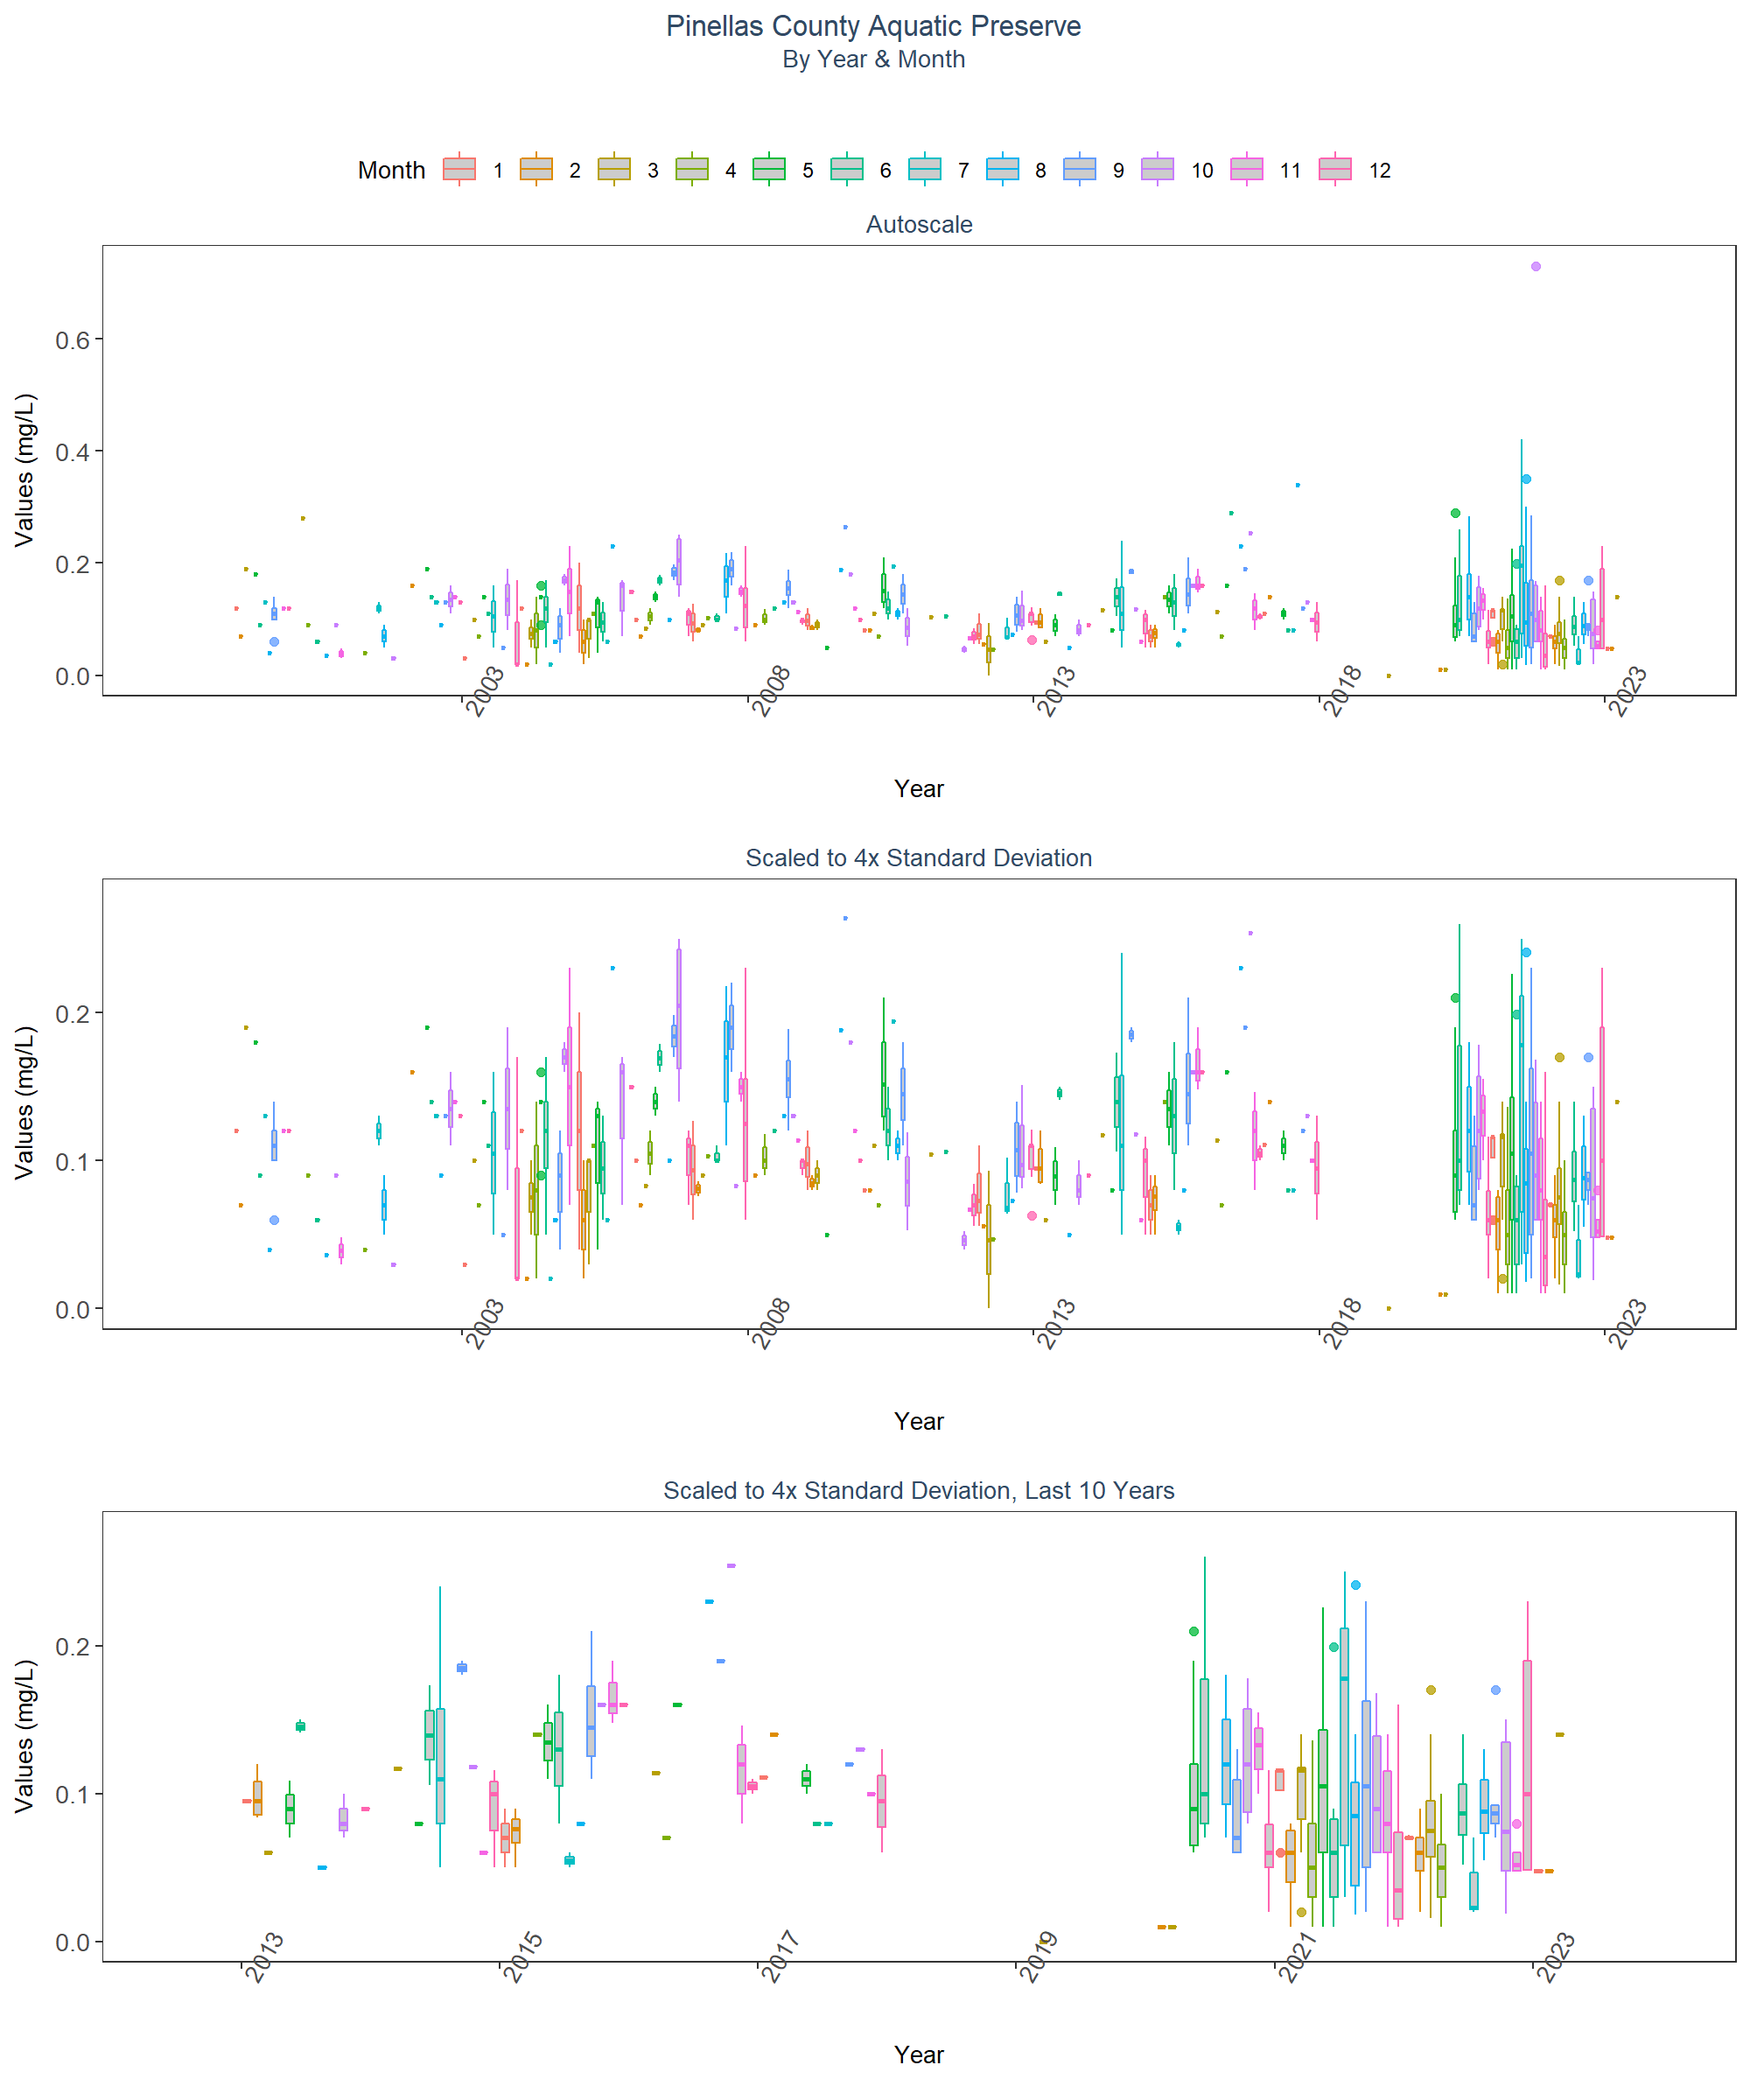 Pinellas County Aquatic Preserve
By Year & Month
Month 1 2 3 4 5 6 7 8 9 10 11 12
Autoscale
Values (mg/L)
0.6
0.4
0.2
0.0
2003 2008 2013 2018 2023
Year
Scaled to 4x Standard Deviation
Values (mg/L)
0.2
0.1
0.0
2003 2008 2013 2018 2023
Year
Scaled to 4x Standard Deviation, Last 10 Years
Values (mg/L)
0.2
0.1
0.0
2013 2015 2017 2019 2021 2023
Year